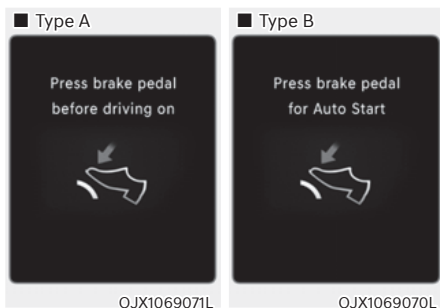 ■ Type A
Press brake pedal
before driving on
OJX1069071L
■ Type B
Press brake pedal
for Auto Start
OJX1069070L